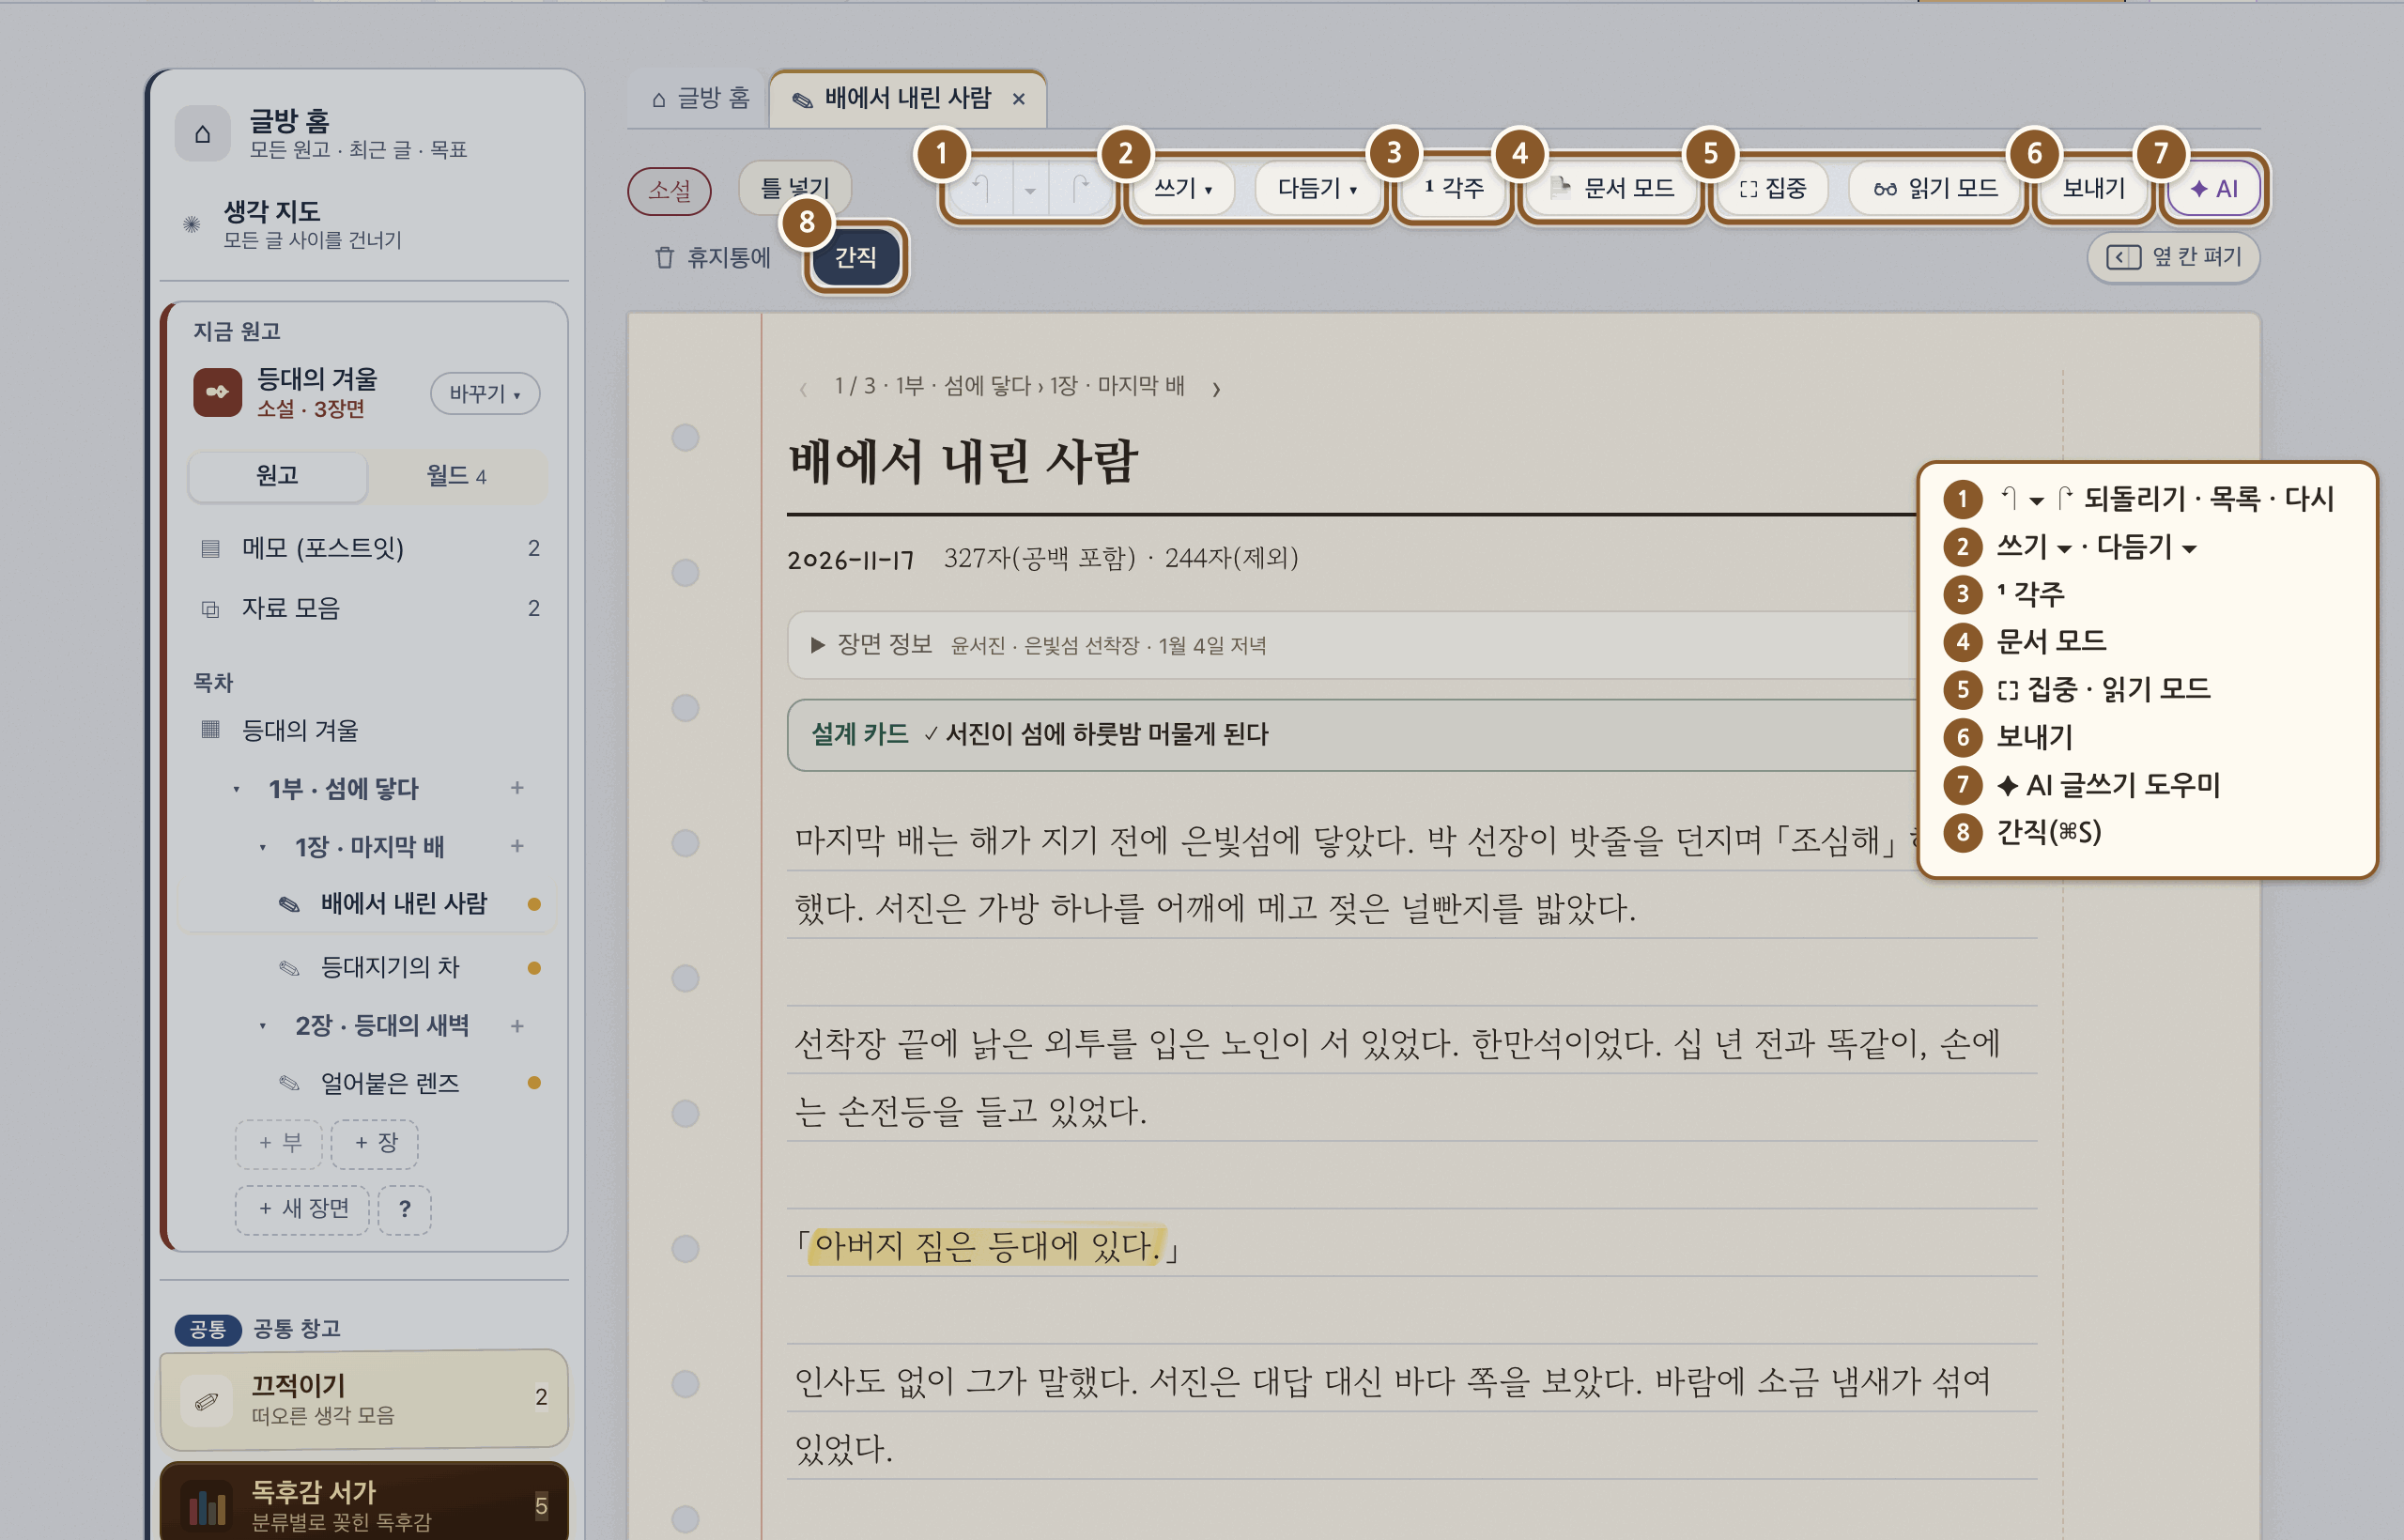 글방 홈
모든 원고 · 최근 글 · 목표
생각 지도
모든 글 사이를 건너기
지금 원고
등대의 겨울
소설 · 3장면
바꾸기 ▾
원고
월드 4
메모 (포스트잇) 2
자료 모음 2
목차
등대의 겨울
1부 · 섬에 닿다 +
1장 · 마지막 배 +
배에서 내린 사람
등대지기의 차
2장 · 등대의 새벽 +
얼어붙은 렌즈
+ 부
+ 장
+ 새 장면
?
공통 공통 창고
끄적이기 2
떠오른 생각 모음
독후감 서가 5
분류별로 꽂힌 독후감
글방 홈
배에서 내린 사람 ×
1 2 3 4 5 6 7
소설
틀 넣기
쓰기 ▾
다듬기 ▾
¹ 각주
문서 모드
집중
읽기 모드
보내기
✦ AI
8
휴지통에
간직
옆 칸 펴기
‹ 1 / 3 · 1부 · 섬에 닿다 › 1장 · 마지막 배 ›
배에서 내린 사람
2026-11-17 327자(공백 포함) · 244자(제외)
▶ 장면 정보 윤서진 · 은빛섬 선착장 · 1월 4일 저녁
설계 카드 ✓ 서진이 섬에 하룻밤 머물게 된다
마지막 배는 해가 지기 전에 은빛섬에 닿았다. 박 선장이 밧줄을 던지며 「조심해」
했다. 서진은 가방 하나를 어깨에 메고 젖은 널빤지를 밟았다.
선착장 끝에 낡은 외투를 입은 노인이 서 있었다. 한만석이었다. 십 년 전과 똑같이, 손에
는 손전등을 들고 있었다.
「아버지 짐은 등대에 있다.」
인사도 없이 그가 말했다. 서진은 대답 대신 바다 쪽을 보았다. 바람에 소금 냄새가 섞여
있었다.
1 되돌리기 · 목록 · 다시
2 쓰기 ▾ · 다듬기 ▾
3 ¹ 각주
4 문서 모드
5 집중 · 읽기 모드
6 보내기
7 ✦ AI 글쓰기 도우미
8 간직(⌘S)